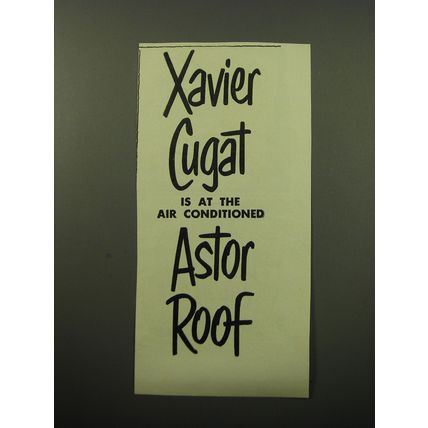 Xavier
Cugat
IS AT THE
AIR CONDITIONED
Astor
Roof